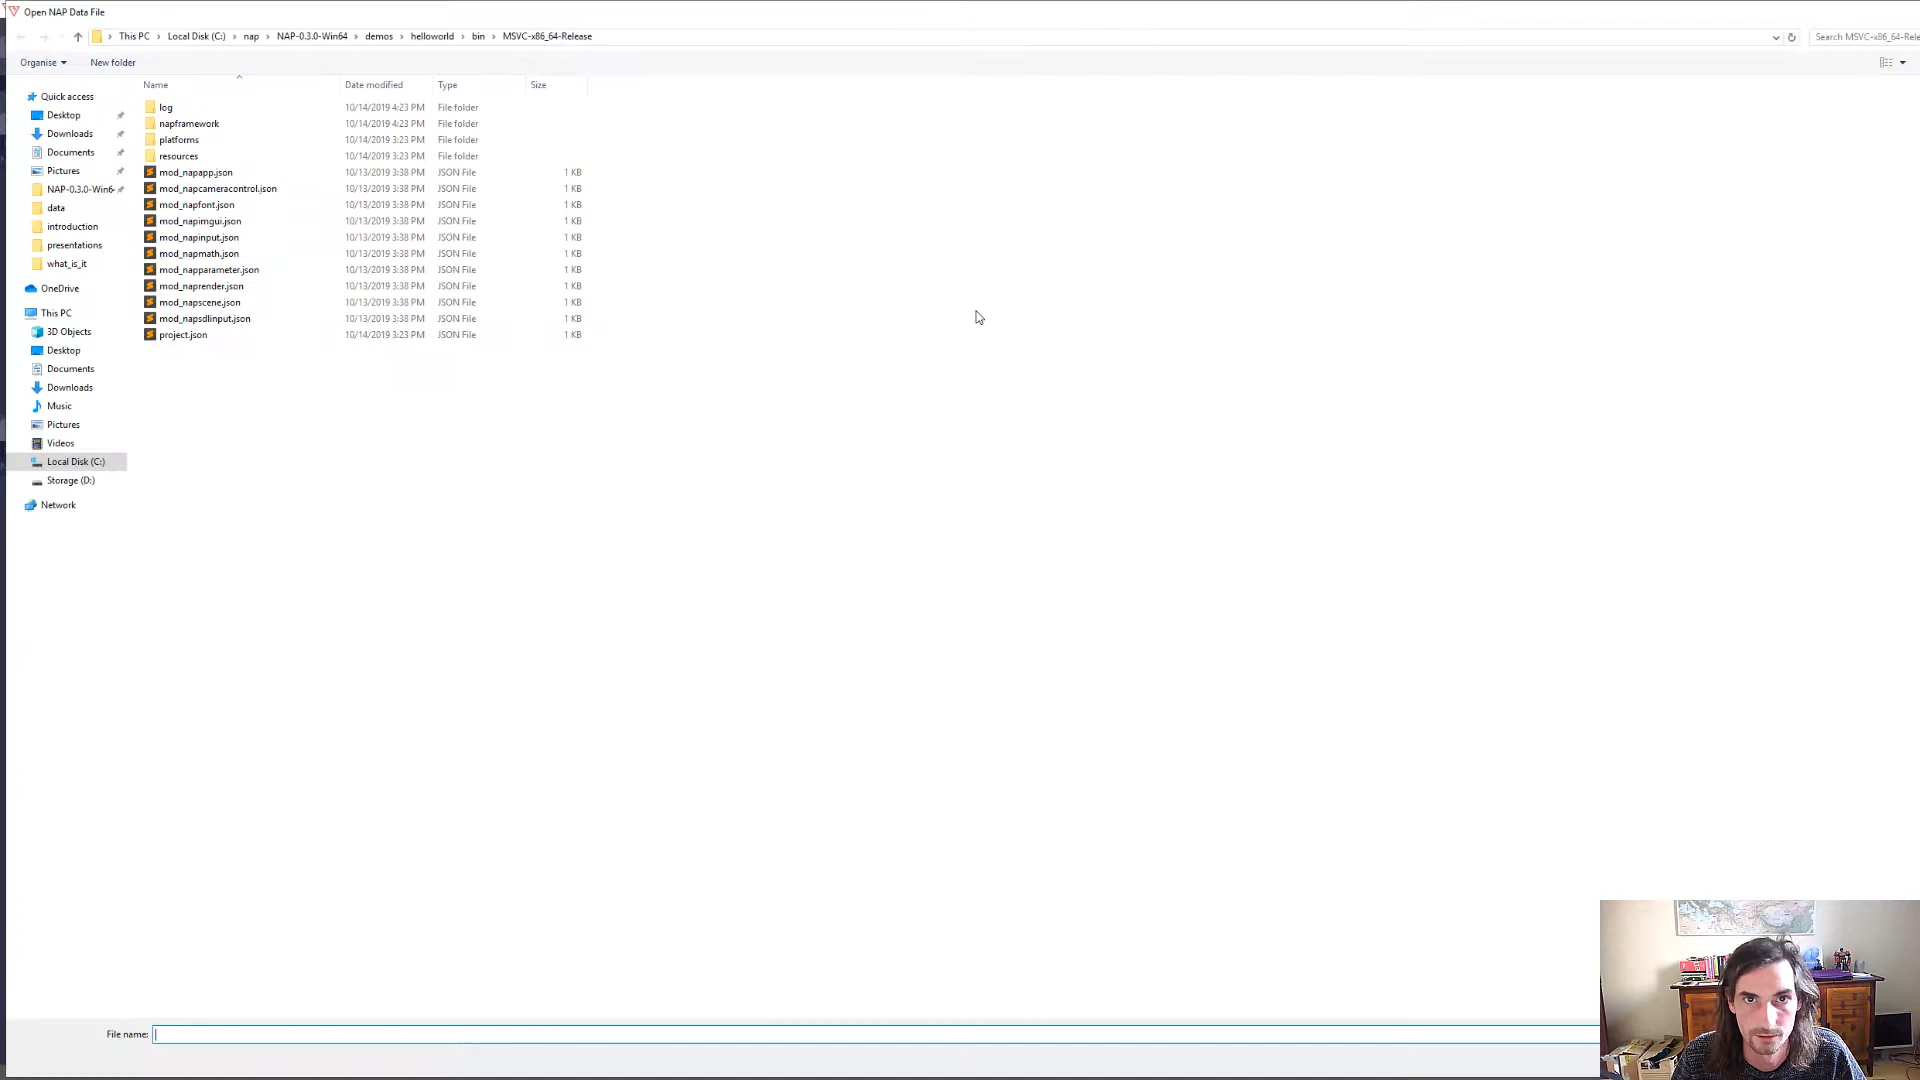 Open NAP Data File
This PC > Local Disk (C:) > nap > NAP-0.3.0-Win64 > demos > helloworld > bin > MSVC-x86_64-Release
Search MSVC-x86_64-Rele
Organise
New folder
Name Date modified Type Size
Quick access
Desktop
Downloads
Documents
Pictures
NAP-0.3.0-Win6
data
introduction
presentations
what_is_it
OneDrive
This PC
3D Objects
Desktop
Documents
Downloads
Music
Pictures
Videos
Local Disk (C:)
Storage (D:)
Network
log 10/14/2019 4:23 PM File folder
napframework 10/14/2019 4:23 PM File folder
platforms 10/14/2019 3:23 PM File folder
resources 10/14/2019 3:23 PM File folder
mod_napapp.json 10/13/2019 3:38 PM JSON File 1 KB
mod_napcameracontrol.json 10/13/2019 3:38 PM JSON File 1 KB
mod_napfont.json 10/13/2019 3:38 PM JSON File 1 KB
mod_napimgui.json 10/13/2019 3:38 PM JSON File 1 KB
mod_napinput.json 10/13/2019 3:38 PM JSON File 1 KB
mod_napmath.json 10/13/2019 3:38 PM JSON File 1 KB
mod_napparameter.json 10/13/2019 3:38 PM JSON File 1 KB
mod_naprender.json 10/13/2019 3:38 PM JSON File 1 KB
mod_napscene.json 10/13/2019 3:38 PM JSON File 1 KB
mod_napsdlinput.json 10/13/2019 3:38 PM JSON File 1 KB
project.json 10/14/2019 3:23 PM JSON File 1 KB
File name: